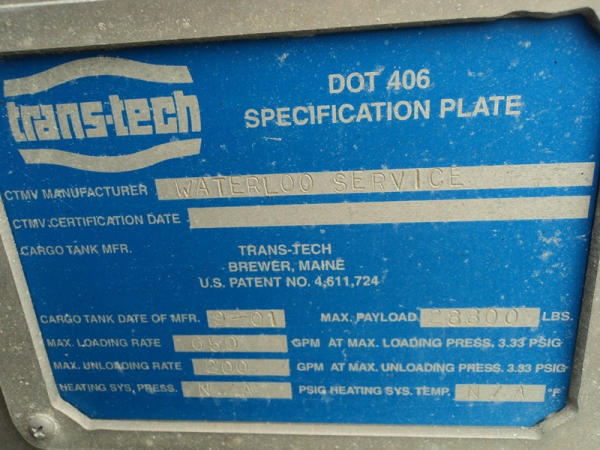 trans-tech
DOT 406
SPECIFICATION PLATE
CTMV MANUFACTURER WATERLOO SERVICE
CTMV CERTIFICATION DATE
CARGO TANK MFR. TRANS-TECH
BREWER, MAINE
U.S. PATENT NO. 4,611,724
CARGO TANK DATE OF MFR. 9-01 MAX. PAYLOAD 8800 LBS.
MAX. LOADING RATE GPM AT MAX. LOADING PRESS. 3.33 PSIG
MAX. UNLOADING RATE 200 GPM AT MAX. UNLOADING PRESS. 3.33 PSIG
HEATING SYS. PRESS. N.A PSIG HEATING SYS. TEMP. N/A °F